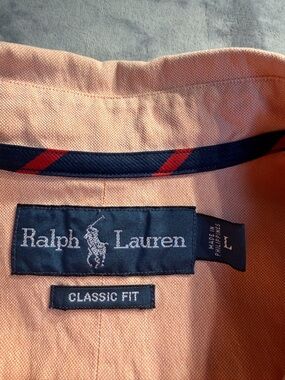 Ralph Lauren
MADE IN
PHILIPPINES
L
CLASSIC FIT